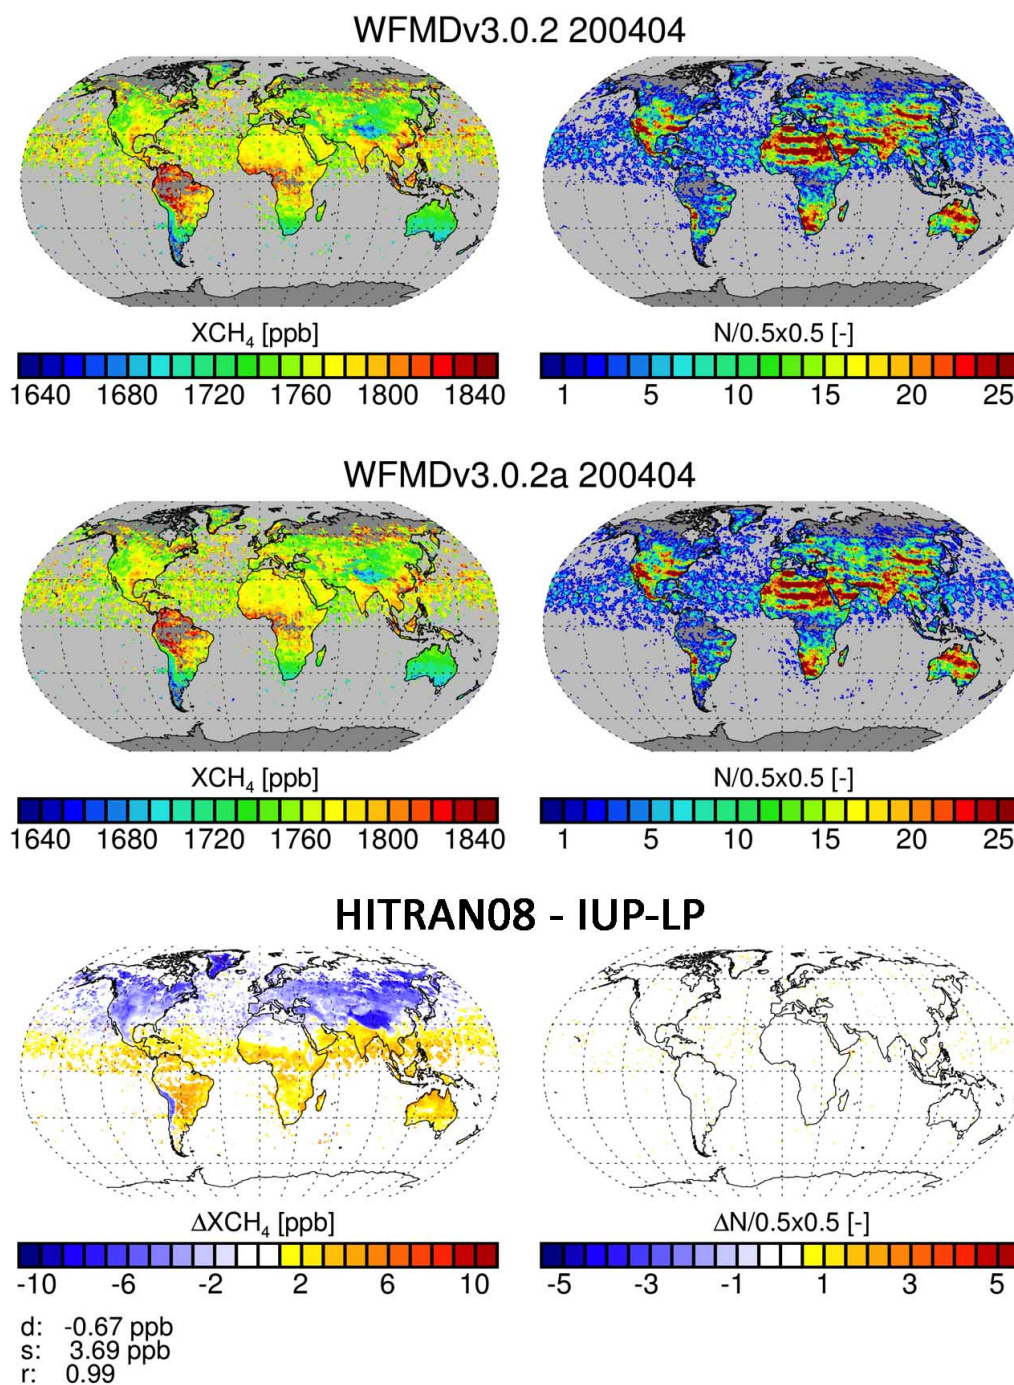 WFMDv3.0.2 200404
XCH₄ [ppb]
1640 1680 1720 1760 1800 1840
N/0.5x0.5 [-]
1 5 10 15 20 25
WFMDv3.0.2a 200404
XCH₄ [ppb]
1640 1680 1720 1760 1800 1840
N/0.5x0.5 [-]
1 5 10 15 20 25
HITRAN08 - IUP-LP
ΔXCH₄ [ppb]
-10 -6 -2 2 6 10
ΔN/0.5x0.5 [-]
-5 -3 -1 1 3 5
d: -0.67 ppb
s: 3.69 ppb
r: 0.99